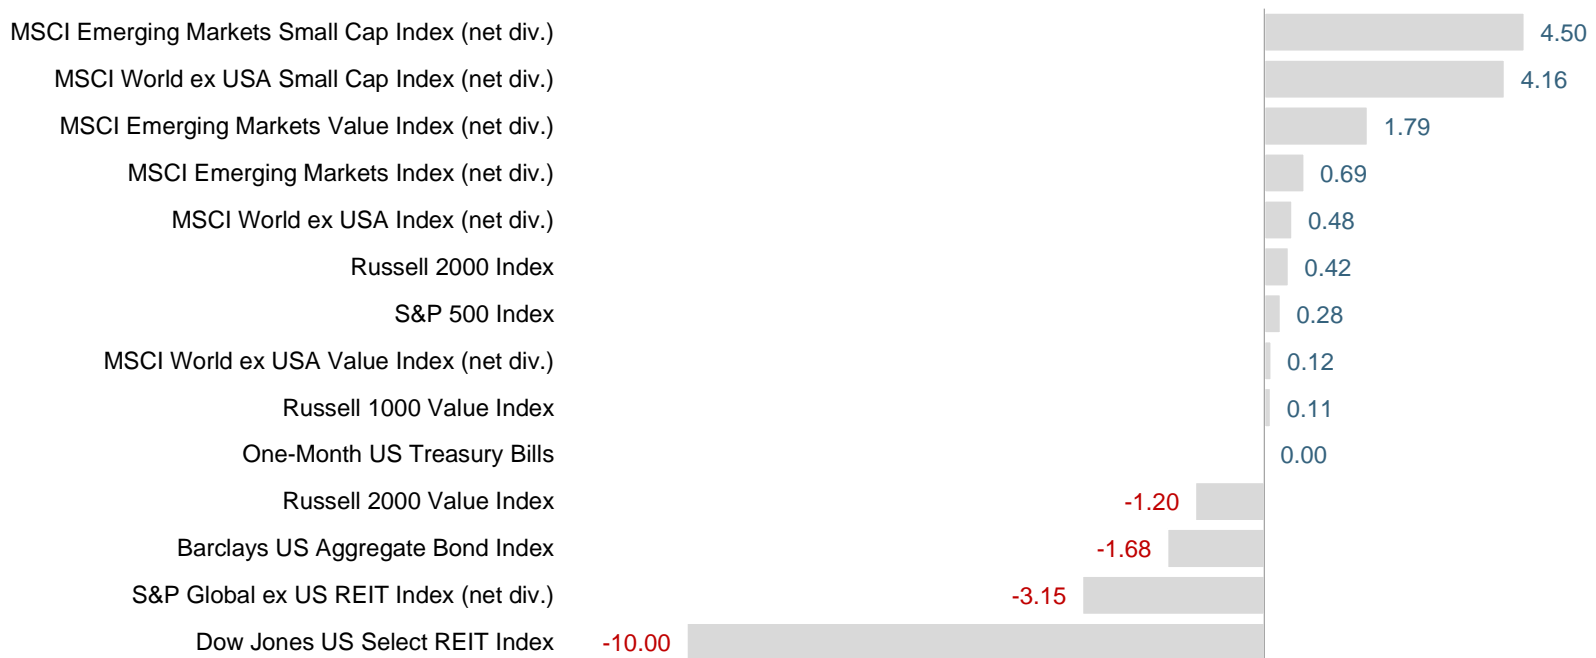 MSCI Emerging Markets Small Cap Index (net div.) 4.50
MSCI World ex USA Small Cap Index (net div.) 4.16
MSCI Emerging Markets Value Index (net div.) 1.79
MSCI Emerging Markets Index (net div.) 0.69
MSCI World ex USA Index (net div.) 0.48
Russell 2000 Index 0.42
S&P 500 Index 0.28
MSCI World ex USA Value Index (net div.) 0.12
Russell 1000 Value Index 0.11
One-Month US Treasury Bills 0.00
Russell 2000 Value Index -1.20
Barclays US Aggregate Bond Index -1.68
S&P Global ex US REIT Index (net div.) -3.15
Dow Jones US Select REIT Index -10.00